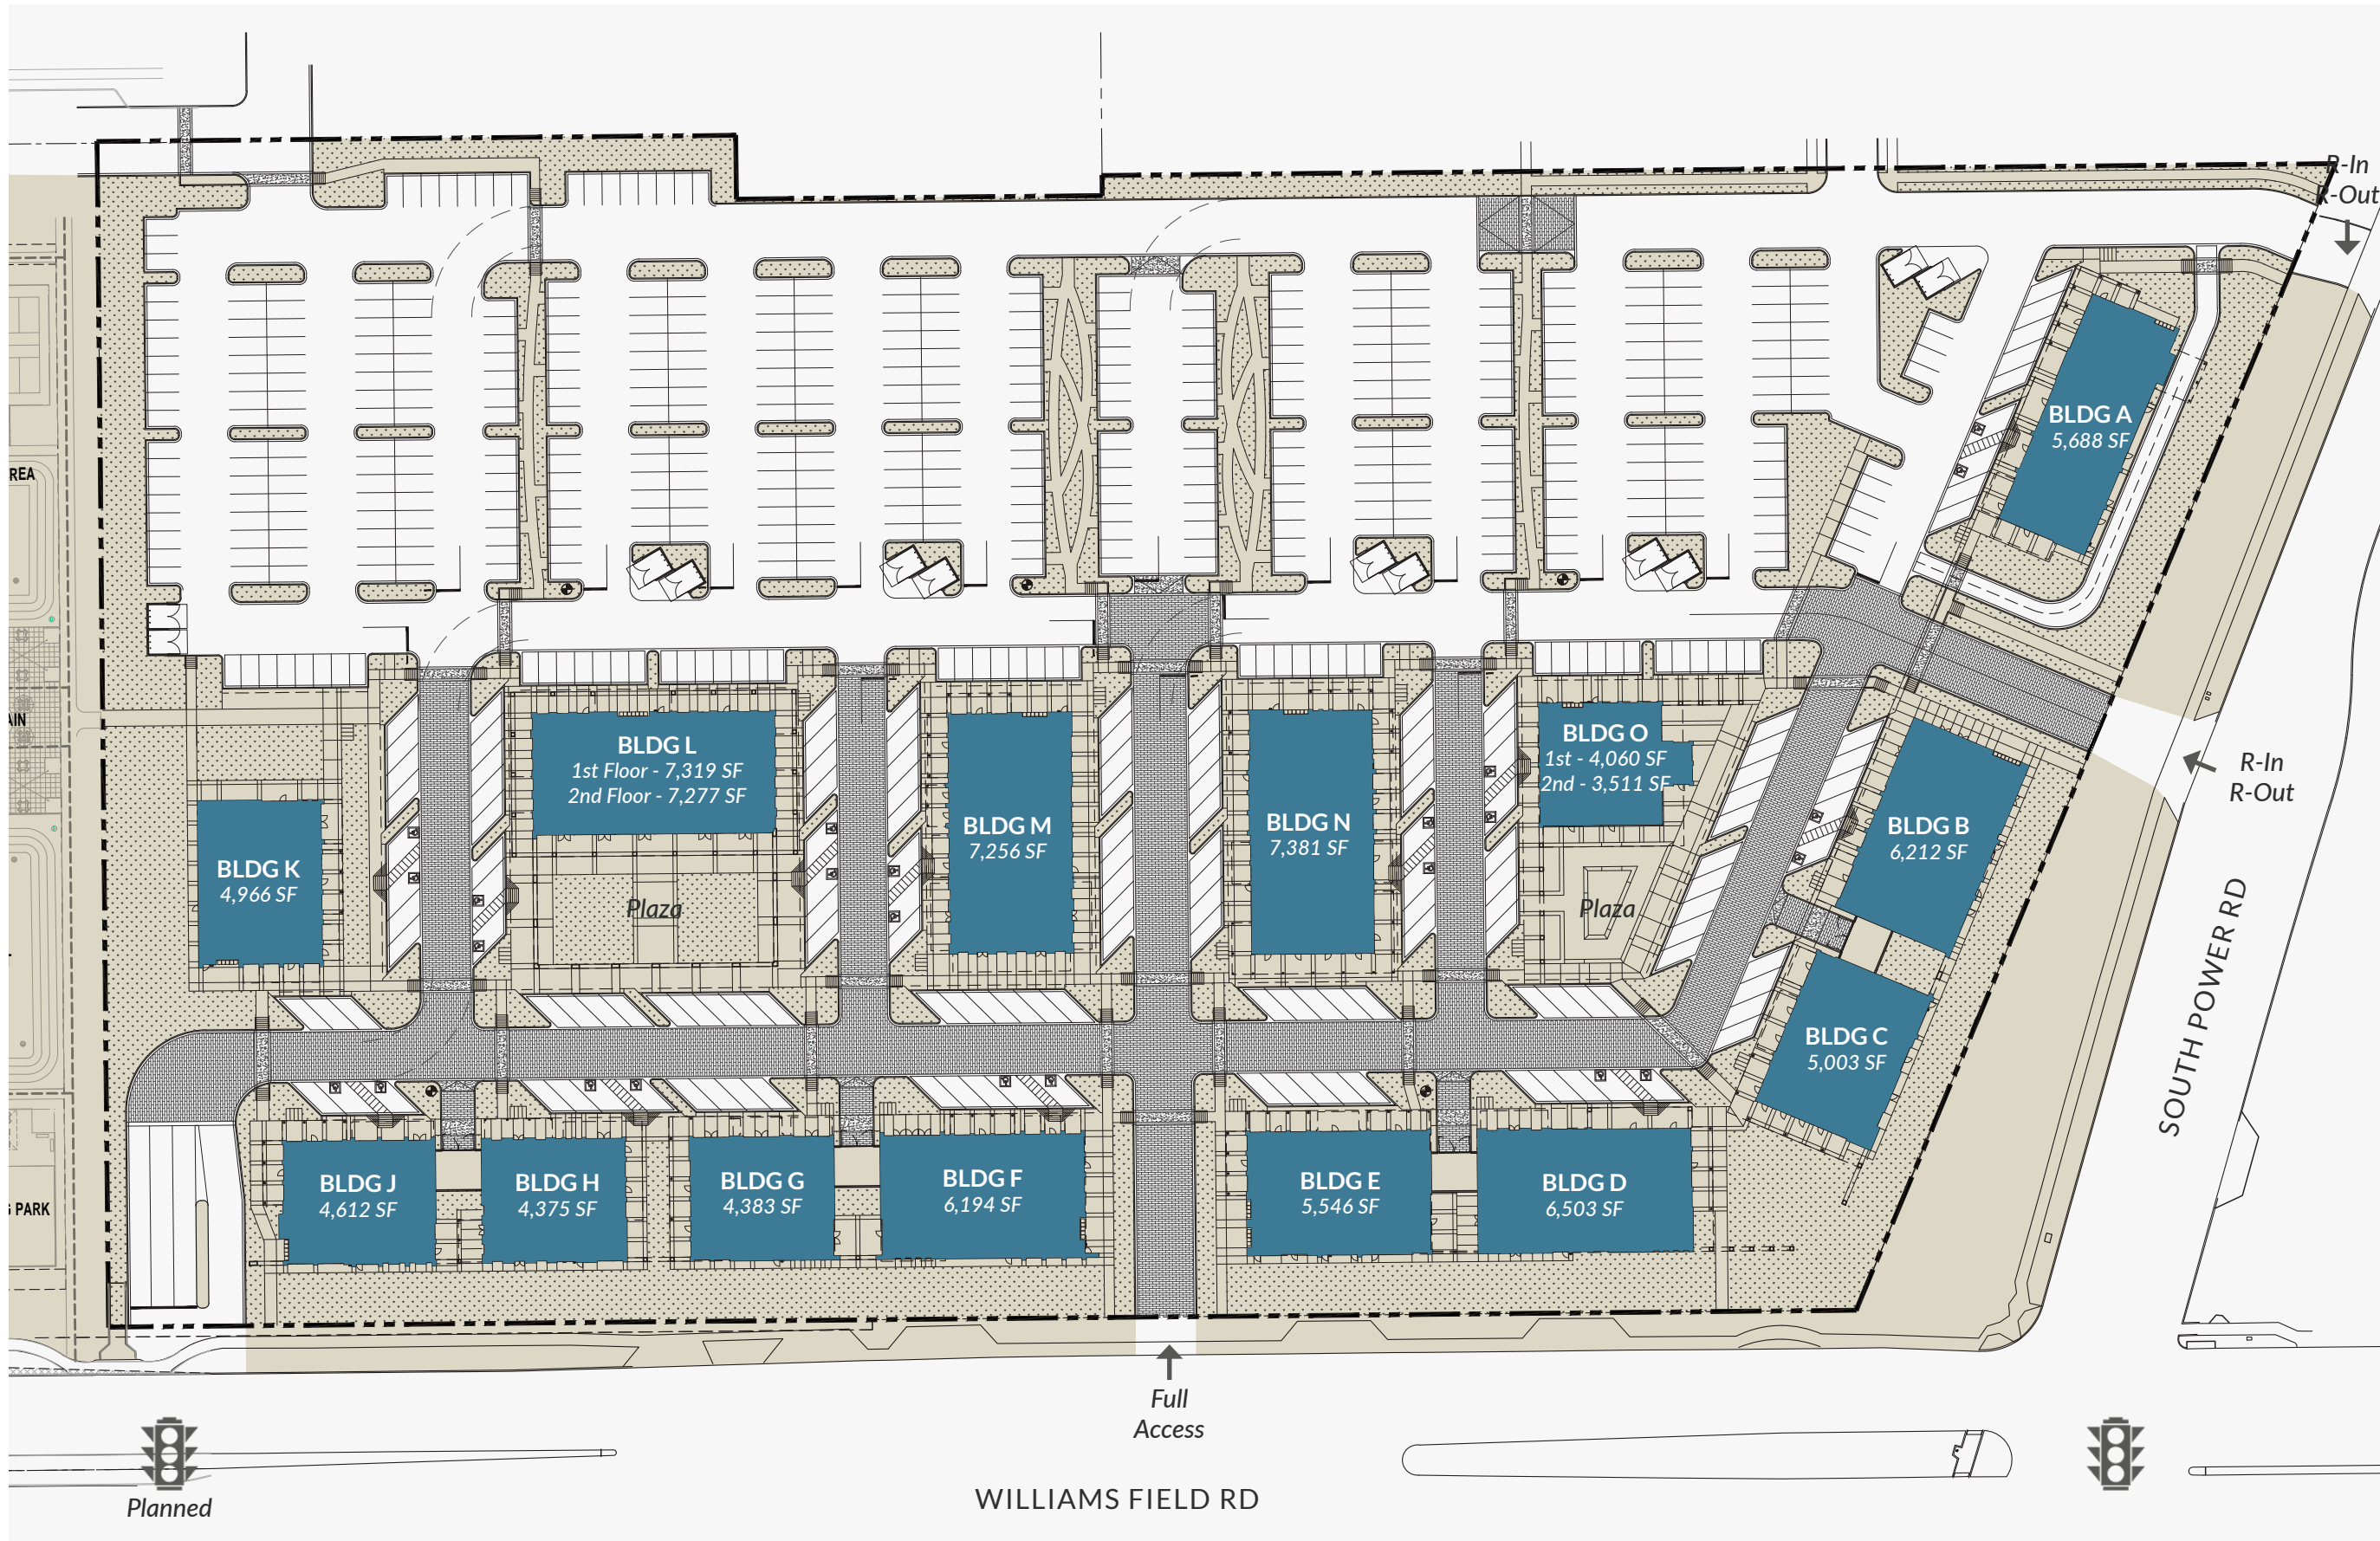 R-In
R-Out
BLDG A
5,688 SF
REA
BLDG L
1st Floor - 7,319 SF
2nd Floor - 7,277 SF
BLDG O
1st - 4,060 SF
2nd - 3,511 SF
AIN
R-In
R-Out
BLDG M
7,256 SF
BLDG N
7,381 SF
BLDG B
6,212 SF
BLDG K
4,966 SF
Plaza
Plaza
BLDG C
5,003 SF
SOUTH POWER RD
BLDG J
4,612 SF
BLDG H
4,375 SF
BLDG G
4,383 SF
BLDG F
6,194 SF
BLDG E
5,546 SF
BLDG D
6,503 SF
PARK
Full
Access
Planned
WILLIAMS FIELD RD